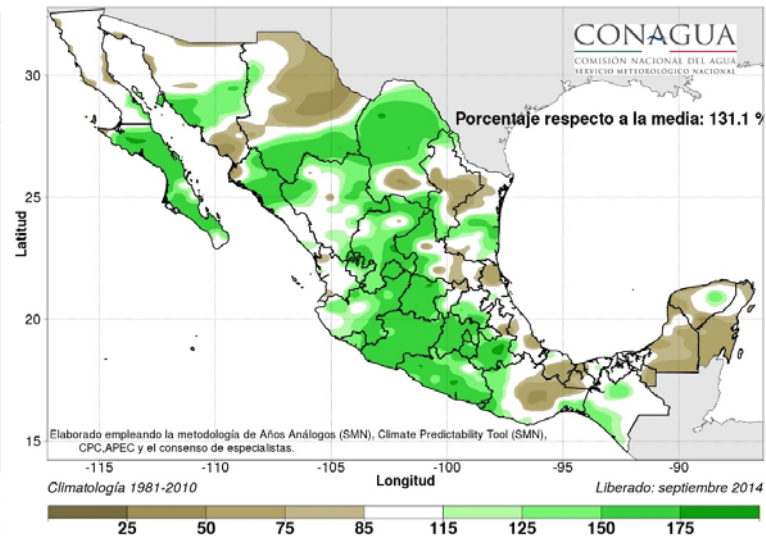 CONAGUA
COMISIÓN NACIONAL DEL AGUA
SERVICIO METEOROLÓGICO NACIONAL
Porcentaje respecto a la media: 131.1 %
30
25
20
15
Latitud
Elaborado empleando la metodología de Años Análogos (SMN), Climate Predictability Tool (SMN),
CPC,APEC y el consenso de especialistas.
-115 -110 -105 -100 -95 -90
Longitud
Climatología 1981-2010 Liberado: septiembre 2014
25 50 75 85 115 125 150 175